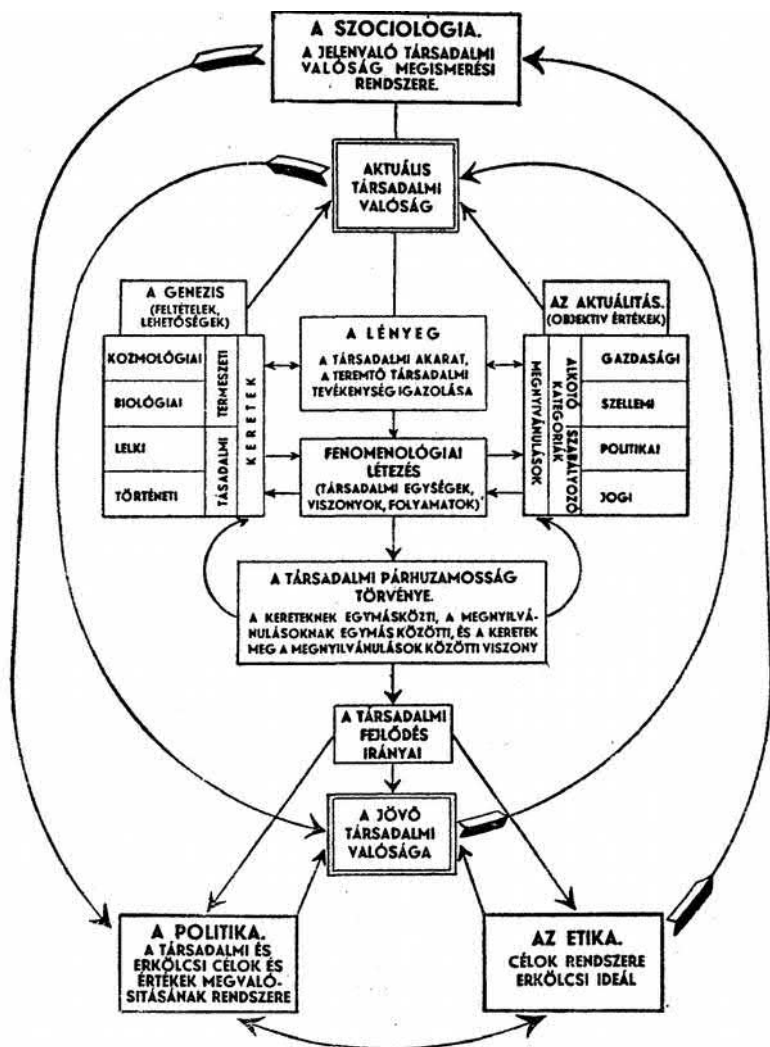 A SZOCIOLÓGIA.
A JELENVALÓ TÁRSADALMI
VALÓSÁG MEGISMERÉSI
RENDSZERE.
AKTUÁLIS
TÁRSADALMI
VALÓSÁG
A GENEZIS
(FELTÉTELEK,
LEHETŐSÉGEK)
KOZMOLÓGIAI
BIOLÓGIAI
LELKI
TÖRTÉNETI
TERMÉSZETI
TÁSADALMI
KERETEK
A LÉNYEG
A TÁRSADALMI AKARAT,
A TEREMTŐ TÁRSADALMI
TEVÉKENYSÉG IGAZOLÁSA
FENOMENOLÓGIAI
LÉTEZÉS
(TÁRSADALMI EGYSÉGEK,
VISZONYOK, FOLYAMATOK)
AZ AKTUÁLITÁS.
(OBJEKTIV ÉRTÉKEK)
MEGNYIVÁNULÁSOK
ALKOTÓ SZABÁLYOZÓ
KATEGORIÁK
GAZDASÁGI
SZELLEMI
POLITIKAI
JOGI
A TÁRSADALMI PÁRHUZAMOSSÁG
TÖRVÉNYE.
A KERETEKNEK EGYMÁSKÖZTI, A MEGNYILVÁ-
NULÁSOKNAK EGYMÁS KÖZÖTTI, ÉS A KERETEK
MEG A MEGNYILVÁNULÁSOK KÖZÖTTI VISZONY
A TÁRSADALMI
FEJLŐDÉS
IRÁNYAI
A JÖVŐ
TÁRSADALMI
VALÓSÁGA
A POLITIKA.
A TÁRSADALMI ÉS
ERKÖLCSI CÉLOK ÉS
ÉRTÉKEK MEGVALÓ-
SITÁSÁNAK RENDSZERE
AZ ETIKA.
CÉLOK RENDSZERE
ERKÖLCSI IDEÁL